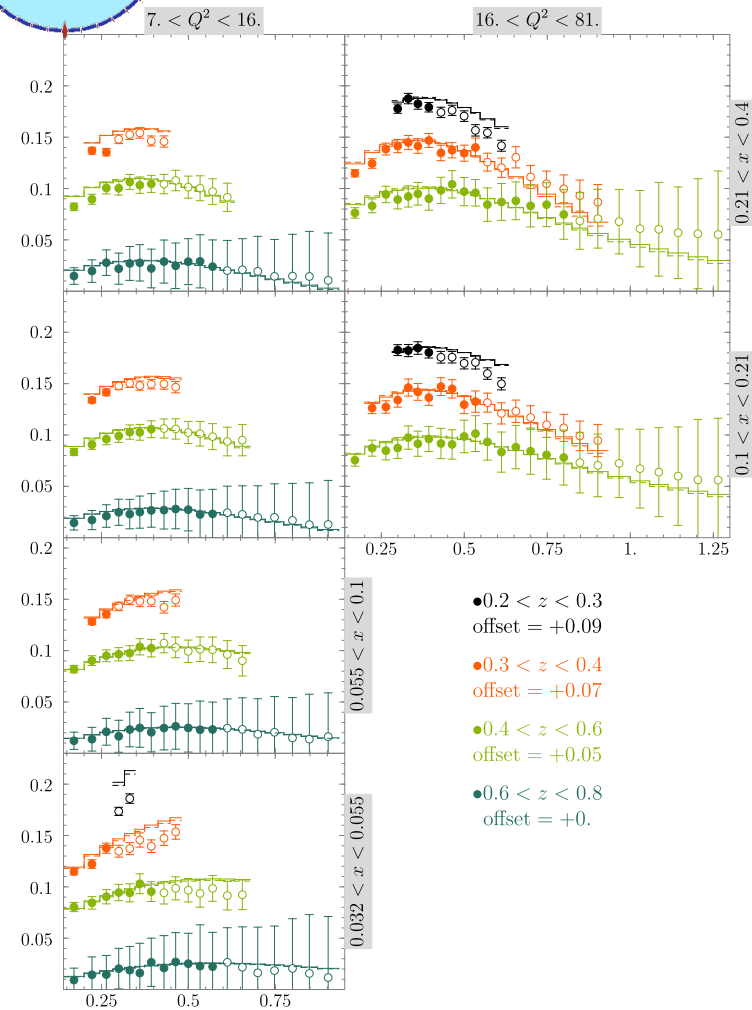 7. < Q² < 16.
16. < Q² < 81.
0.2
0.15
0.1
0.05
0.21 < x < 0.4
0.2
0.15
0.1
0.05
0.1 < x < 0.21
0.25
0.5
0.75
1.
1.25
0.2
0.15
0.1
0.05
0.055 < x < 0.1
0.2 < z < 0.3
offset = +0.09
0.3 < z < 0.4
offset = +0.07
0.4 < z < 0.6
offset = +0.05
0.6 < z < 0.8
offset = +0.
0.2
0.15
0.1
0.05
0.032 < x < 0.055
0.25
0.5
0.75